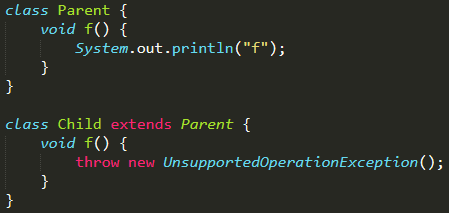 class Parent {
    void f() {
        System.out.println("f");
    }
}

class Child extends Parent {
    void f() {
        throw new UnsupportedOperationException();
    }
}